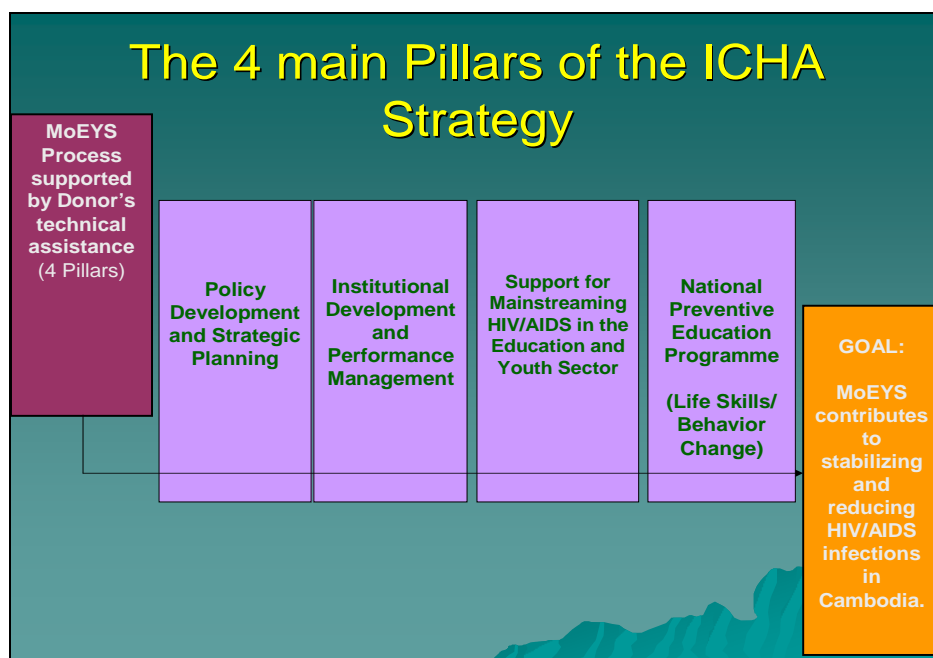 The 4 main Pillars of the ICHA
Strategy
MoEYS
Process
supported
by Donor's
technical
assistance
(4 Pillars)
Policy
Development
and Strategic
Planning
Institutional
Development
and
Performance
Management
Support for
Mainstreaming
HIV/AIDS in the
Education and
Youth Sector
National
Preventive
Education
Programme
(Life Skills/
Behavior
Change)
GOAL:
MoEYS
contributes
to
stabilizing
and
reducing
HIV/AIDS
infections
in
Cambodia.